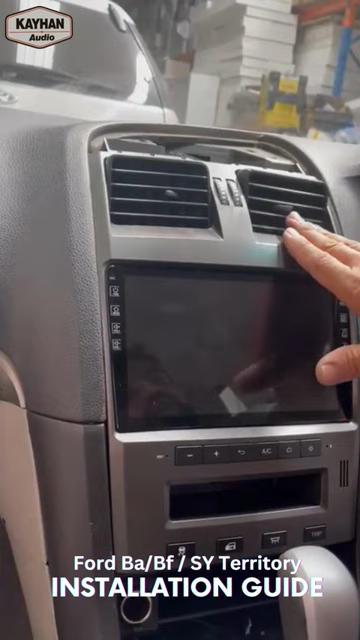 KAYHAN
Audio
A/C
TRIP
Ford Ba/Bf / SY Territory
INSTALLATION GUIDE